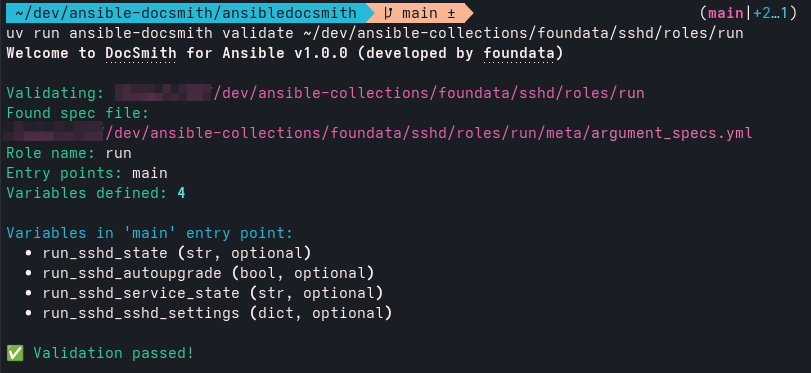 ~/dev/ansible-docsmith/ansibledocsmith main ± (main|+2…1)
uv run ansible-docsmith validate ~/dev/ansible-collections/foundata/sshd/roles/run
Welcome to DocSmith for Ansible v1.0.0 (developed by foundata)
Validating: /dev/ansible-collections/foundata/sshd/roles/run
Found spec file:
/dev/ansible-collections/foundata/sshd/roles/run/meta/argument_specs.yml
Role name: run
Entry points: main
Variables defined: 4
Variables in 'main' entry point:
• run_sshd_state (str, optional)
• run_sshd_autoupgrade (bool, optional)
• run_sshd_service_state (str, optional)
• run_sshd_sshd_settings (dict, optional)
✅ Validation passed!